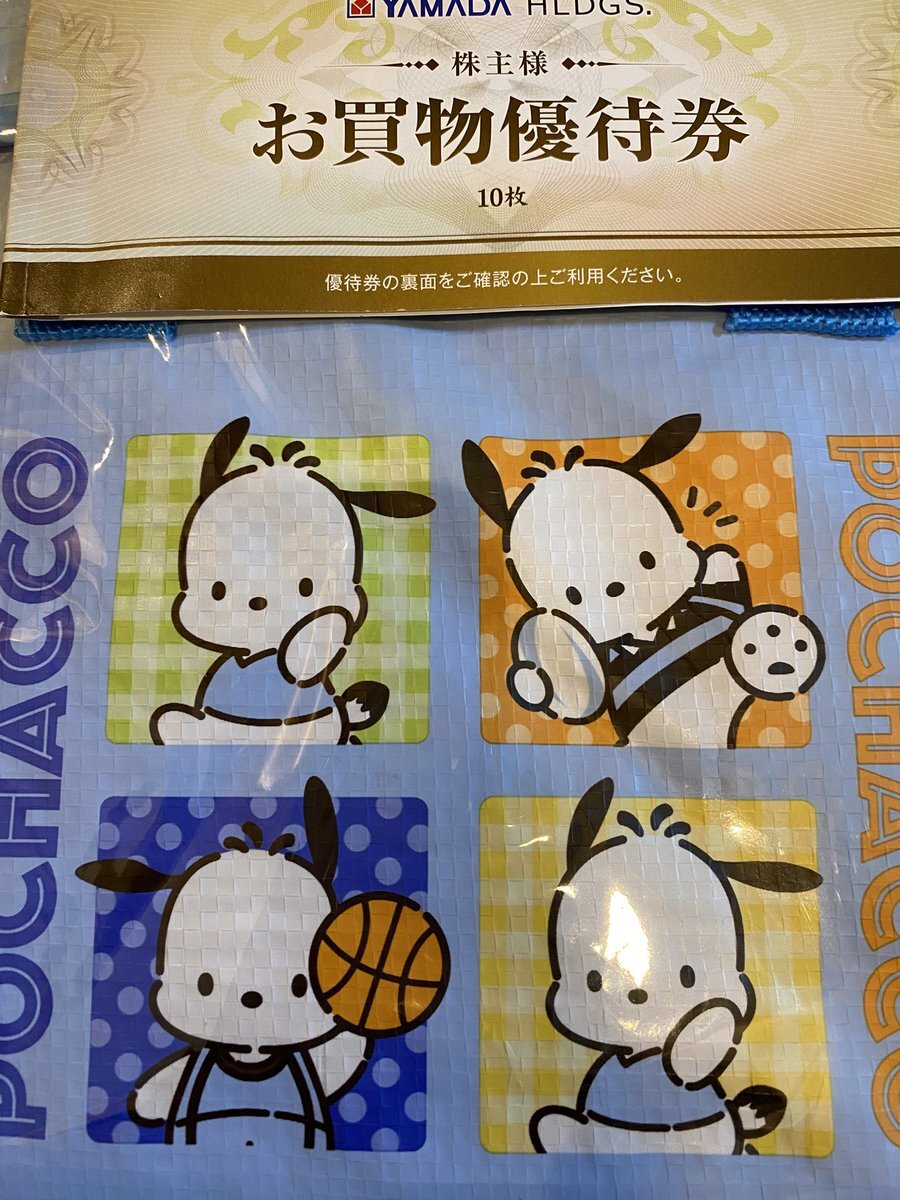 YAMADA HLDGS.
株主様
お買物優待券
10枚
優待券の裏面をご確認の上ご利用ください。
POCHACCO
POCHACCO